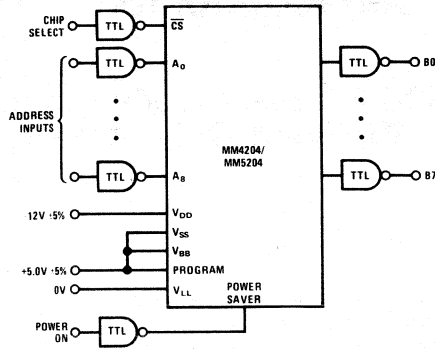 CHIP
SELECT
TTL
CS
TTL
A0
ADDRESS
INPUTS
TTL
A8
MM4204/
MM5204
TTL
B0
TTL
B7
12V ±5%
VDD
VSS
VBB
+5.0V ±5%
PROGRAM
0V
VLL
POWER
SAVER
POWER
ON
TTL